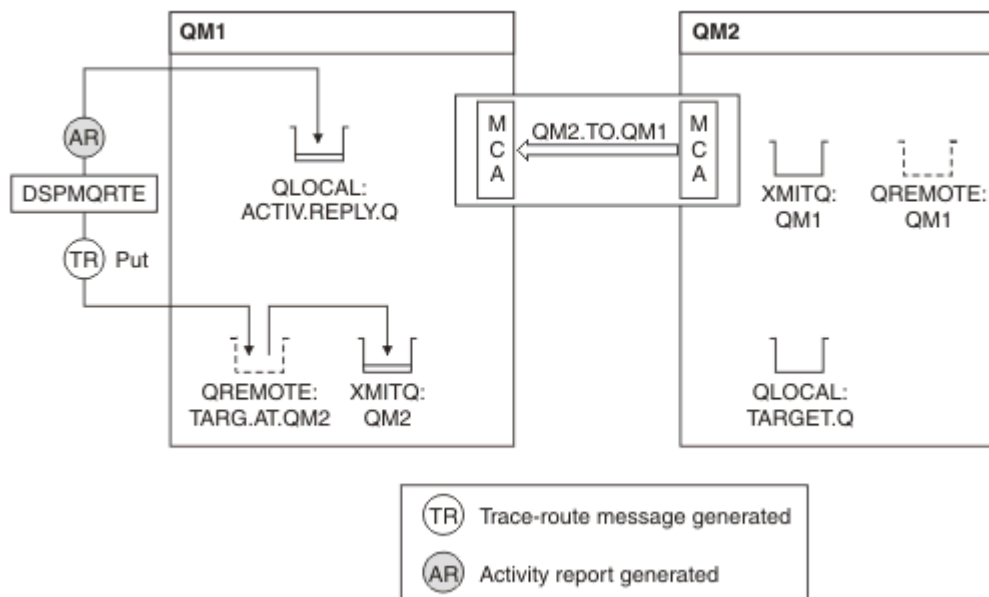 QM1
QM2
AR
DSPMQRTE
TR Put
QLOCAL:
ACTIV.REPLY.Q
M
C
A
QM2.TO.QM1
M
C
A
XMITQ:
QM1
QREMOTE:
QM1
QREMOTE:
TARG.AT.QM2
XMITQ:
QM2
QLOCAL:
TARGET.Q
TR Trace-route message generated
AR Activity report generated